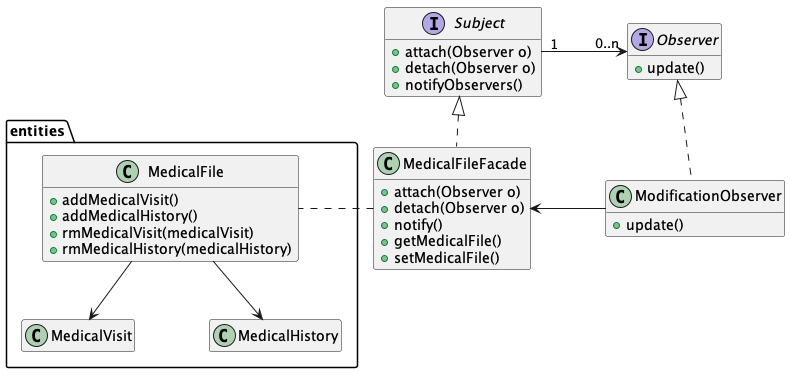 I Subject
attach(Observer o)
detach(Observer o)
notifyObservers()
1
0..n
I Observer
update()
entities
C MedicalFile
addMedicalVisit()
addMedicalHistory()
rmMedicalVisit(medicalVisit)
rmMedicalHistory(medicalHistory)
C MedicalFileFacade
attach(Observer o)
detach(Observer o)
notify()
getMedicalFile()
setMedicalFile()
C ModificationObserver
update()
C MedicalVisit
C MedicalHistory